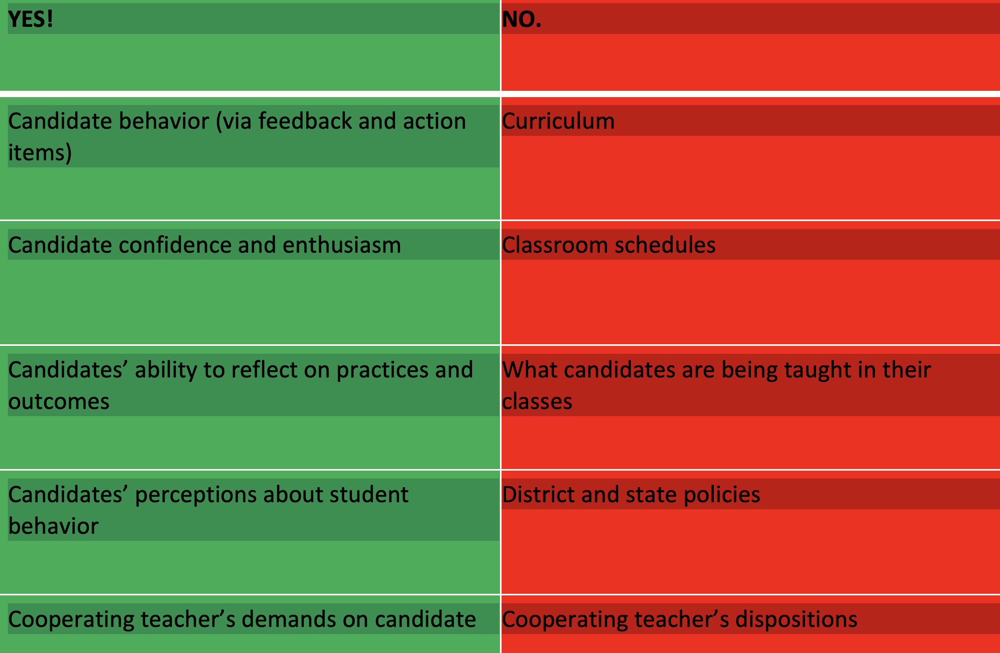 YES!
NO.
Candidate behavior (via feedback and action
items)
Curriculum
Candidate confidence and enthusiasm
Classroom schedules
Candidates’ ability to reflect on practices and
outcomes
What candidates are being taught in their
classes
Candidates’ perceptions about student
behavior
District and state policies
Cooperating teacher’s demands on candidate
Cooperating teacher’s dispositions